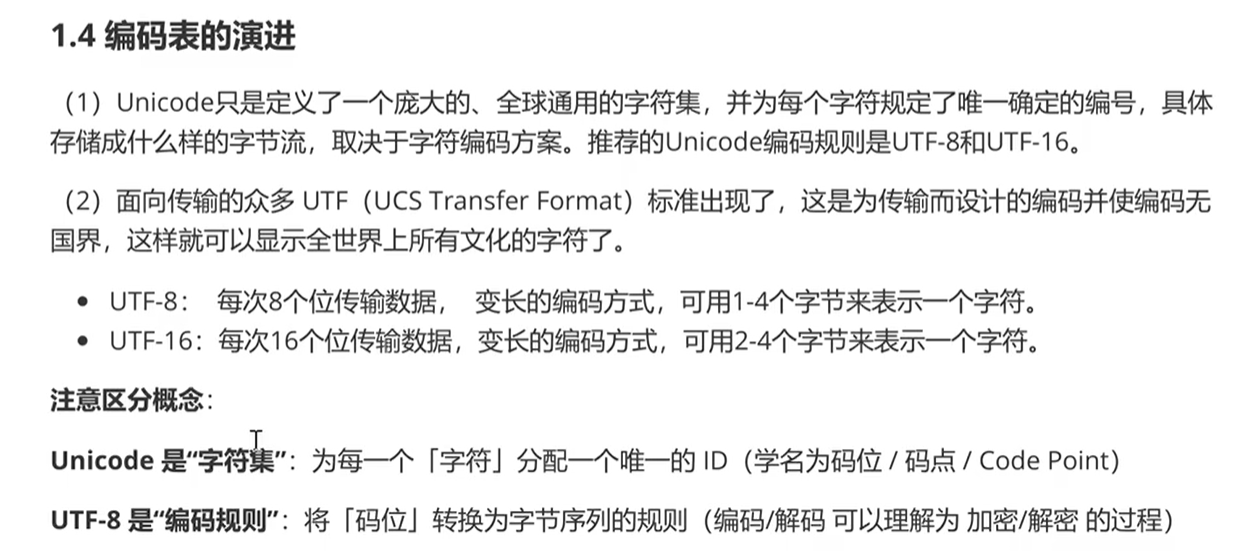 1.4 编码表的演进
（1）Unicode只是定义了一个庞大的、全球通用的字符集，并为每个字符规定了唯一确定的编号，具体
存储成什么样的字节流，取决于字符编码方案。推荐的Unicode编码规则是UTF-8和UTF-16。
（2）面向传输的众多 UTF（UCS Transfer Format）标准出现了，这是为传输而设计的编码并使编码无
国界，这样就可以显示全世界上所有文化的字符了。
• UTF-8： 每次8个位传输数据， 变长的编码方式，可用1-4个字节来表示一个字符。
• UTF-16：每次16个位传输数据，变长的编码方式，可用2-4个字节来表示一个字符。
注意区分概念：
Unicode 是“字符集”：为每一个「字符」分配一个唯一的 ID（学名为码位 / 码点 / Code Point）
UTF-8 是“编码规则”：将「码位」转换为字节序列的规则（编码/解码 可以理解为 加密/解密 的过程）